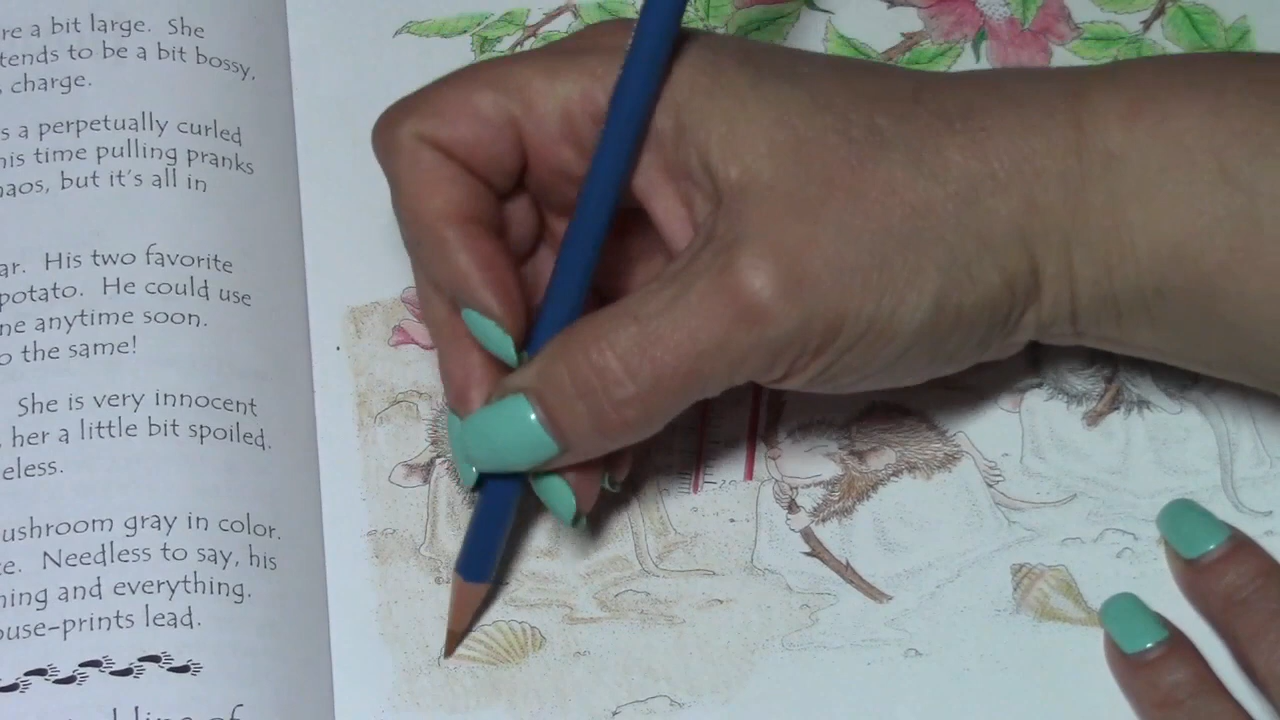 re a bit large. She
tends to be a bit bossy,
charge.
s a perpetually curled
his time pulling pranks
haos, but it's all in
ar. His two favorite
potato. He could use
ne anytime soon.
o the same!
She is very innocent
her a little bit spoiled.
eless.
ushroom gray in color.
ce. Needless to say, his
hing and everything.
ouse-prints lead.